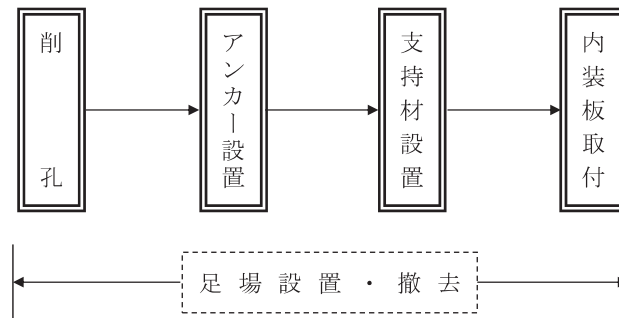 削孔
アンカー設置
支持材設置
内装板取付
足場設置・撤去